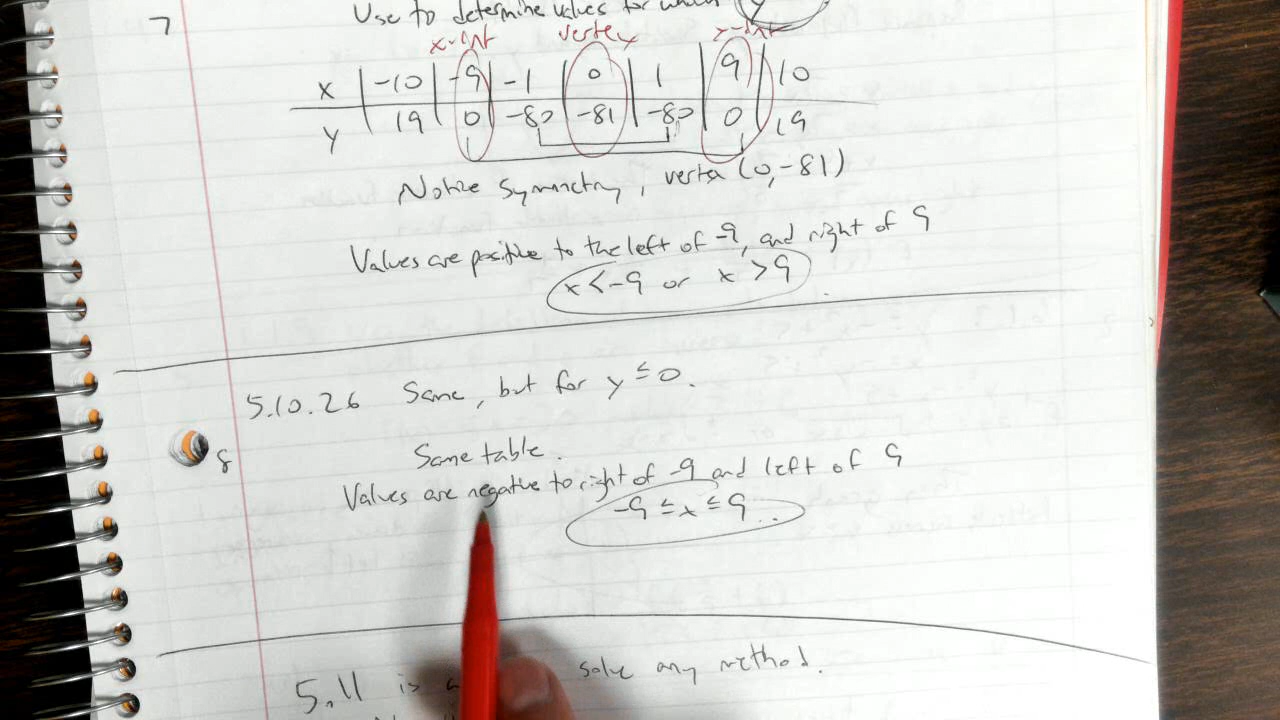 7
Use to determine values for which y
x-int vertex x-int
x | -10 | -9 | -1 | 0 | 1 | 9 | 10
y | 19 | 0 | -80 | -81 | -80 | 0 | 19
Notice symmetry, vertex (0,-81)
Values are positive to the left of -9, and right of 9
x < -9 or x > 9
5.10.26 Same, but for y ≤ 0.
8
Same table.
Values are negative to right of -9 and left of 9
-9 ≤ x ≤ 9
5.11 is solve any method.